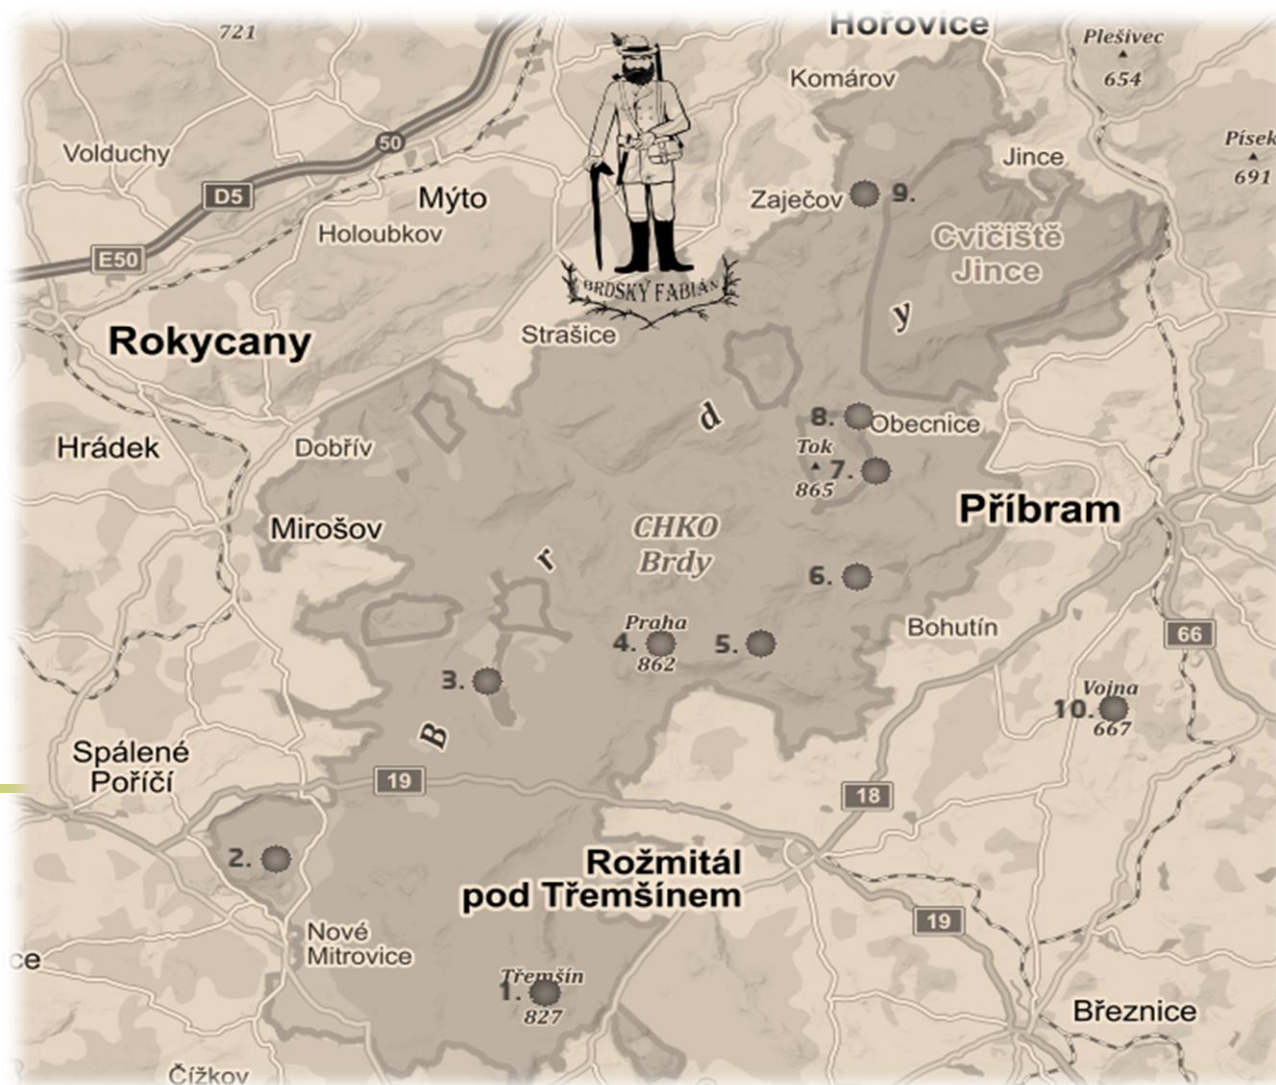 721
Hořovice
Plešivec
654
Komárov
50
Volduchy
Písek
691
Jince
D5
Mýto
Zaječov
9.
Holoubkov
Cvičiště
Jince
E50
BRDSKÝ FABIÁN
y
Strašice
Rokycany
d
8.
Obecnice
Hrádek
Dobřív
Tok
7.
865
Příbram
Mirošov
CHKO
Brdy
r
6.
Praha
4.
862
5.
Bohutín
66
3.
Vojna
10.
667
B
Spálené
Poříčí
19
18
2.
Rožmitál
pod Třemšínem
19
Nové
Mitrovice
ce
Třemšín
1.
827
Březnice
Čížkov